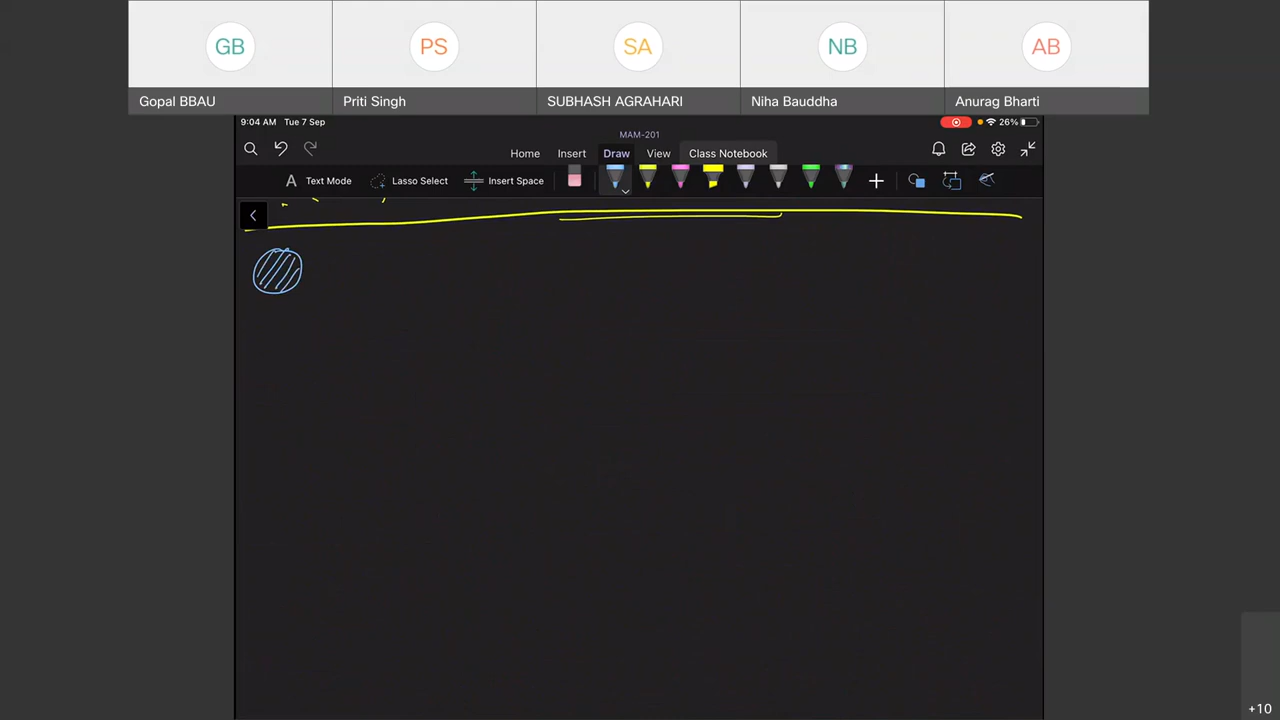 GB PS SA NB AB
Gopal BBAU Priti Singh SUBHASH AGRAHARI Niha Bauddha Anurag Bharti
9:04 AM Tue 7 Sep 26%
MAM-201
Home Insert Draw View Class Notebook
A Text Mode Lasso Select Insert Space
+10